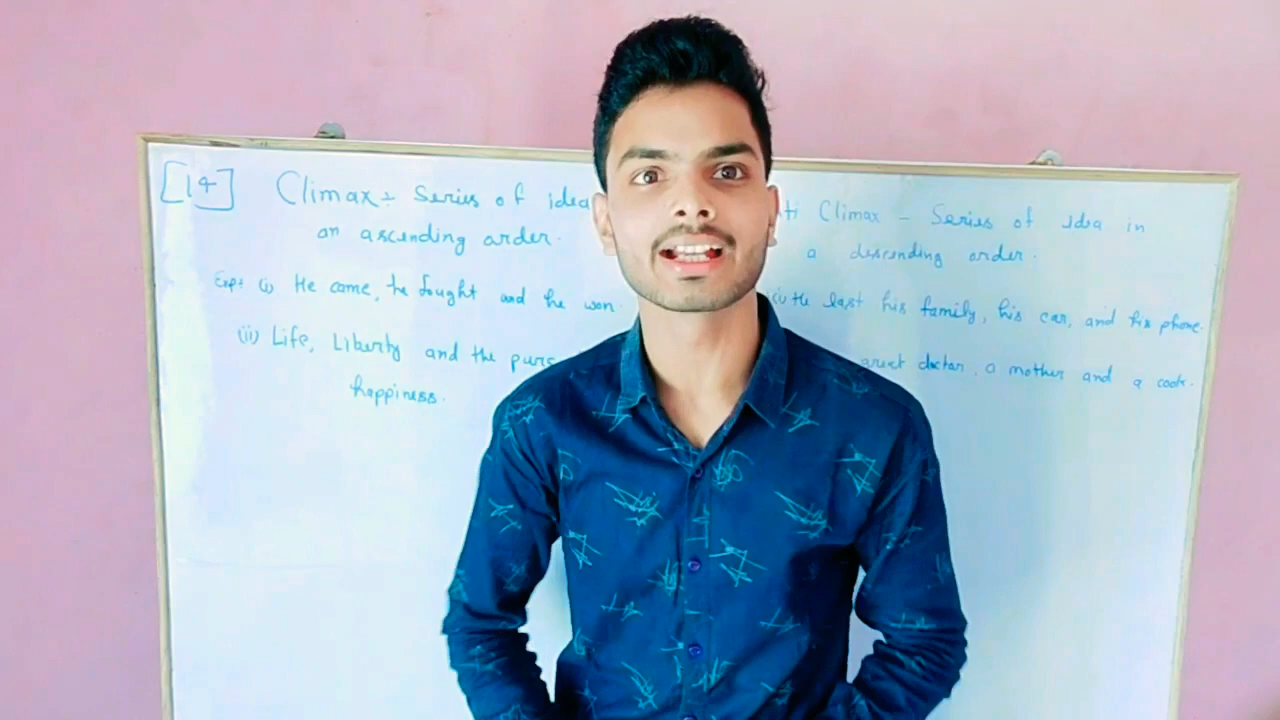 [14]
Climax÷ Series of idea
an ascending order.
Exp: (i) He came, he fought and he won.
(ii) Life, Liberty and the purs
happiness.
ti Climax – Series of idea in
a descending order.
(i) He last his family, his car, and his phone.
doctor, a mother and a cook.